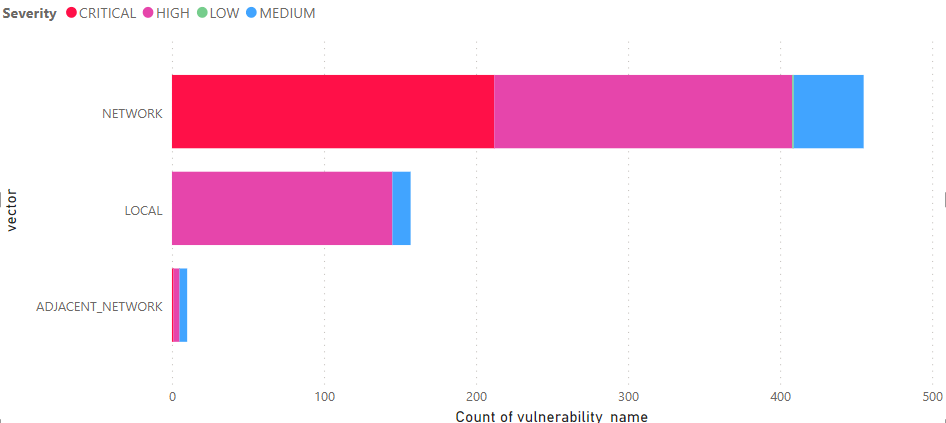 Severity CRITICAL HIGH LOW MEDIUM
NETWORK
LOCAL
ADJACENT_NETWORK
vector
0 100 200 300 400 500
Count of vulnerability_name